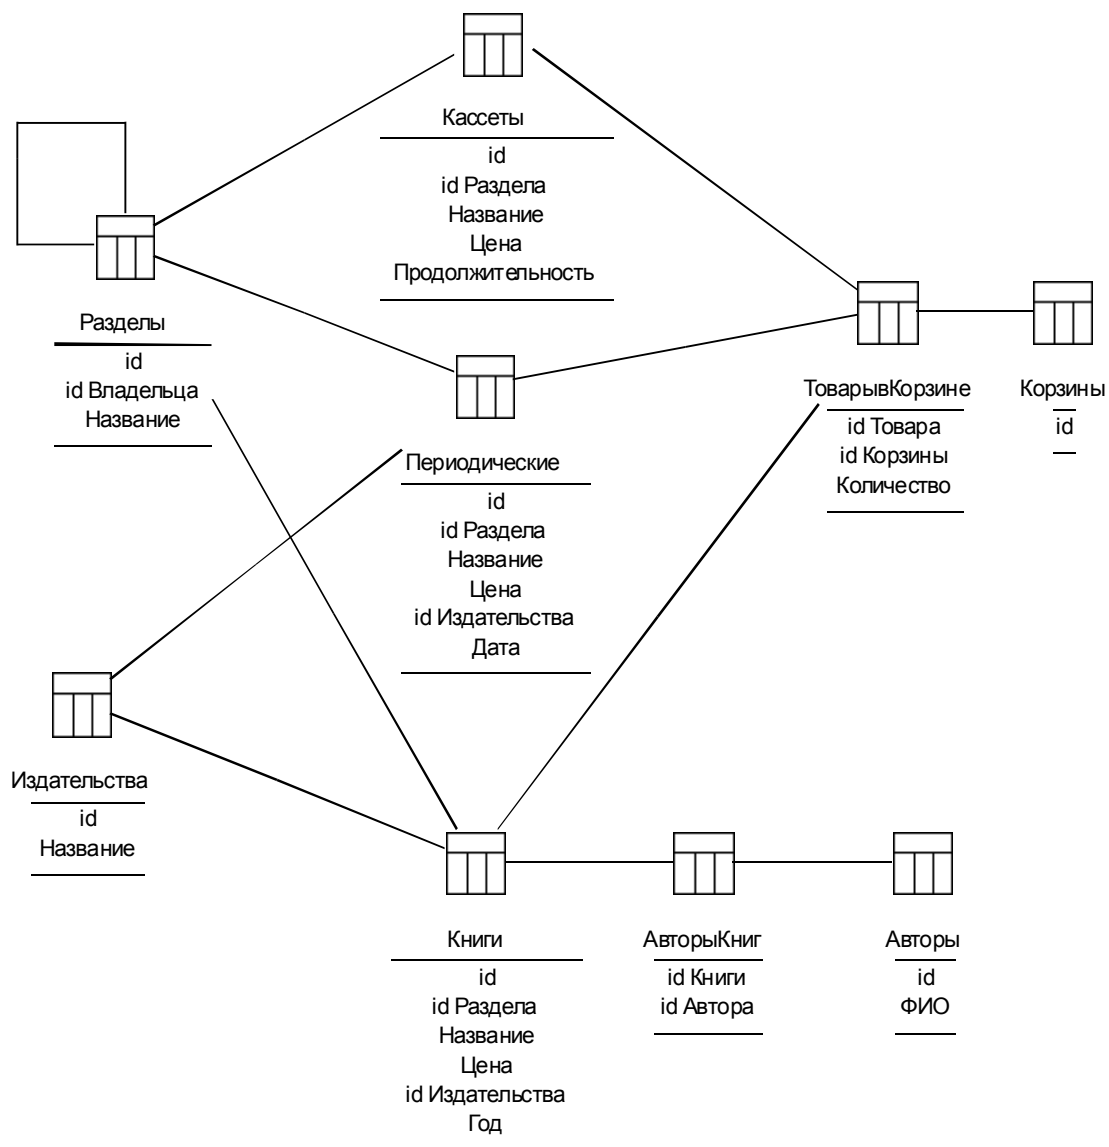 Кассеты
id
id Раздела
Название
Цена
Продолжительность
Разделы
id
id Владельца
Название
ТоварывКорзине
id Товара
id Корзины
Количество
Корзины
id
Периодические
id
id Раздела
Название
Цена
id Издательства
Дата
Издательства
id
Название
Книги
id
id Раздела
Название
Цена
id Издательства
Год
АвторыКниг
id Книги
id Автора
Авторы
id
ФИО